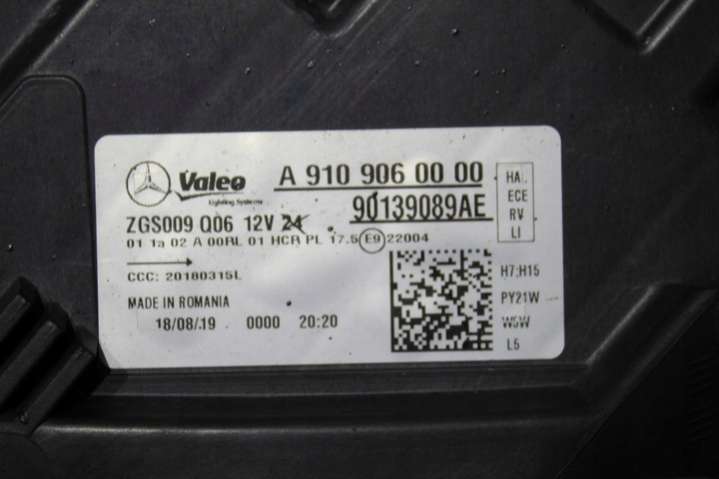 Valeo
Lighting Systems
A 910 906 00 00
90139089AE
ZGS009 Q06 12V 24
01 1a 02 A 00RL 01 HCR PL 17.5 E9 22004
CCC: 20180315L
MADE IN ROMANIA
18/08/.19 0000 20:20
HA..
ECE
RV
LI
H7;H15
PY21W
W5W
L5